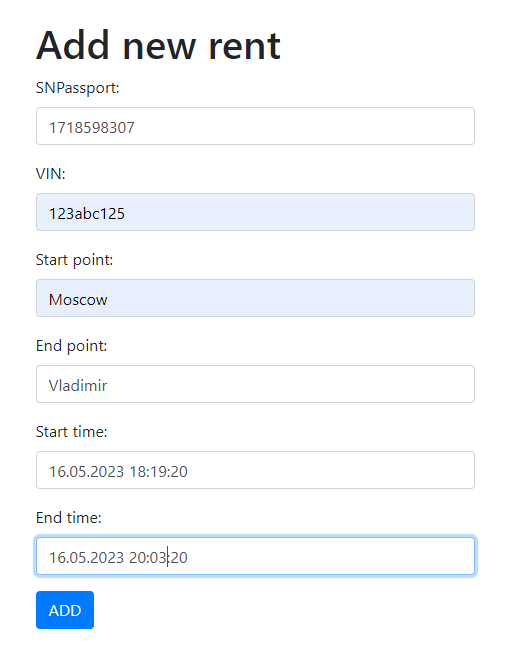 Add new rent
SNPassport:
1718598307
VIN:
123abc125
Start point:
Moscow
End point:
Vladimir
Start time:
16.05.2023 18:19:20
End time:
16.05.2023 20:03:20
ADD